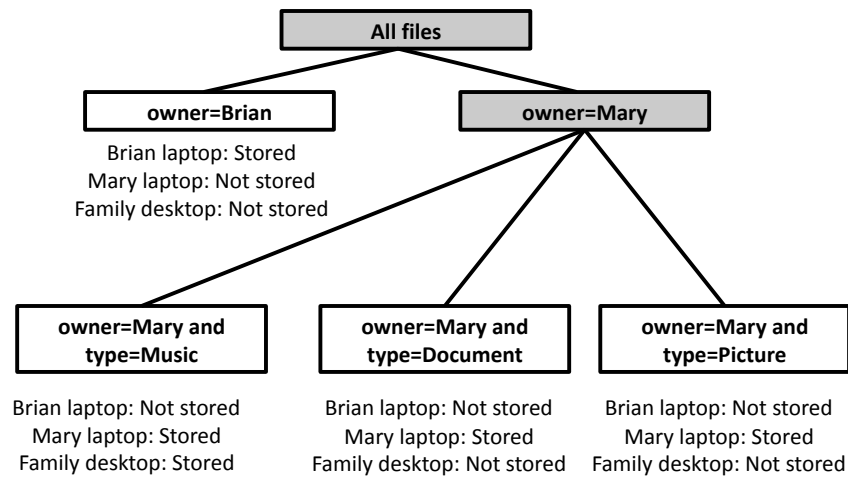 All files
owner=Brian
owner=Mary
Brian laptop: Stored
Mary laptop: Not stored
Family desktop: Not stored
owner=Mary and
type=Music
owner=Mary and
type=Document
owner=Mary and
type=Picture
Brian laptop: Not stored
Mary laptop: Stored
Family desktop: Stored
Brian laptop: Not stored
Mary laptop: Stored
Family desktop: Not stored
Brian laptop: Not stored
Mary laptop: Stored
Family desktop: Not stored